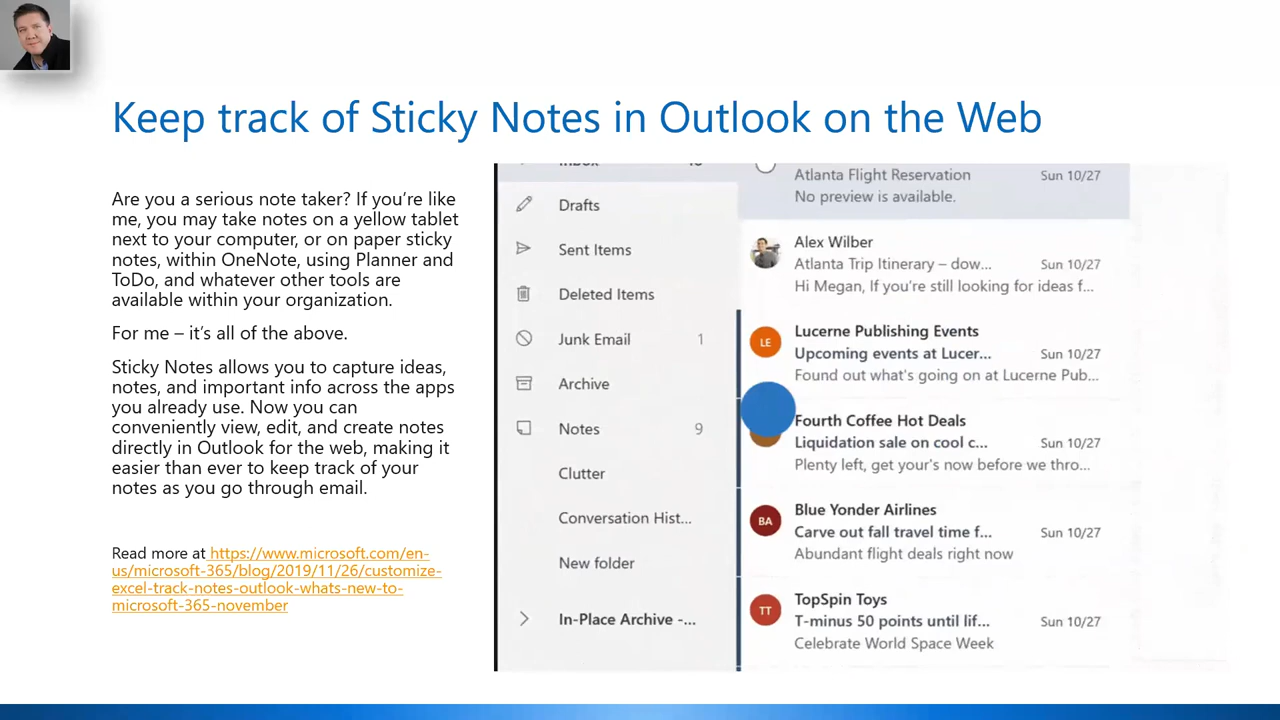 Keep track of Sticky Notes in Outlook on the Web
Are you a serious note taker? If you're like
me, you may take notes on a yellow tablet
next to your computer, or on paper sticky
notes, within OneNote, using Planner and
ToDo, and whatever other tools are
available within your organization.
For me – it's all of the above.
Sticky Notes allows you to capture ideas,
notes, and important info across the apps
you already use. Now you can
conveniently view, edit, and create notes
directly in Outlook for the web, making it
easier than ever to keep track of your
notes as you go through email.
Read more at https://www.microsoft.com/en-
us/microsoft-365/blog/2019/11/26/customize-
excel-track-notes-outlook-whats-new-to-
microsoft-365-november
Inbox
Drafts
Sent Items
Deleted Items
Junk Email 1
Archive
Notes 9
Clutter
Conversation Hist...
New folder
In-Place Archive -...
Atlanta Flight Reservation Sun 10/27
No preview is available.
Alex Wilber
Atlanta Trip Itinerary – dow... Sun 10/27
Hi Megan, If you're still looking for ideas f...
LE
Lucerne Publishing Events
Upcoming events at Lucer... Sun 10/27
Found out what's going on at Lucerne Pub...
Fourth Coffee Hot Deals
Liquidation sale on cool c... Sun 10/27
Plenty left, get your's now before we thro...
BA
Blue Yonder Airlines
Carve out fall travel time f... Sun 10/27
Abundant flight deals right now
TT
TopSpin Toys
T-minus 50 points until lif... Sun 10/27
Celebrate World Space Week